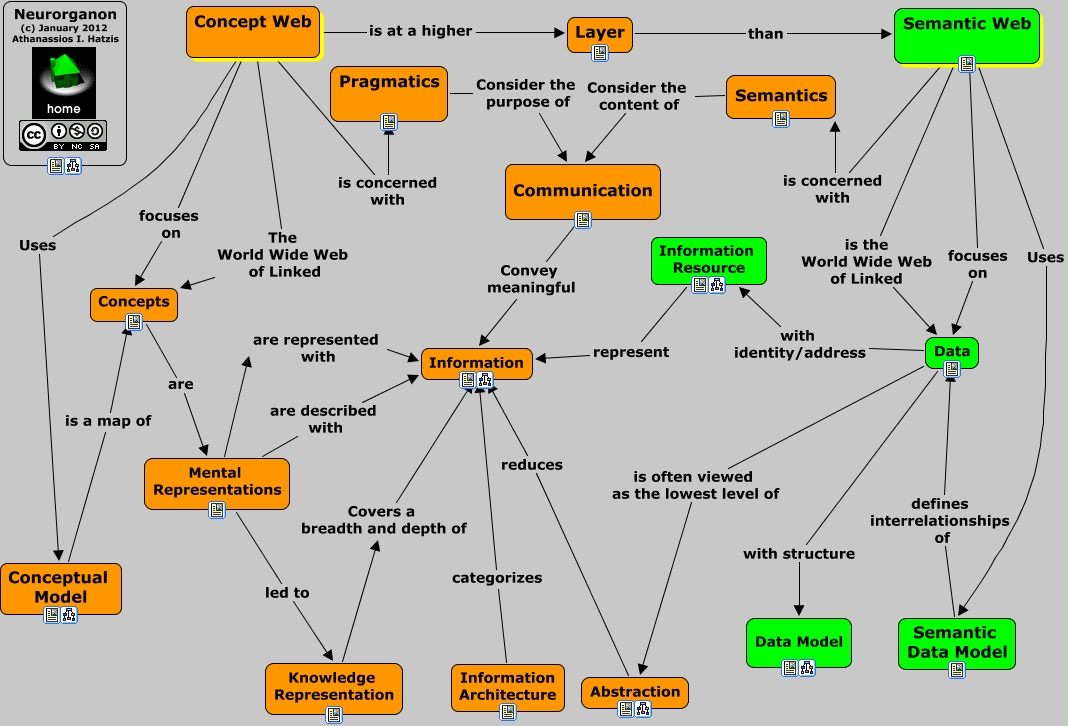 Neurorganon
(c) January 2012
Athanassios I. Hatzis
home
cc
BY NC SA
Concept Web
is at a higher
Layer
than
Semantic Web
Pragmatics
Consider the
purpose of
Consider the
content of
Semantics
is concerned
with
Communication
is concerned
with
focuses
on
Uses
The
World Wide Web
of Linked
Convey
meaningful
Information
Resource
is the
World Wide Web
of Linked
focuses
on
Uses
Concepts
are represented
with
Information
represent
with
identity/address
Data
are
is a map of
are described
with
Mental
Representations
reduces
is often viewed
as the lowest level of
Covers a
breadth and depth of
defines
interrelationships
of
with structure
Conceptual
Model
led to
categorizes
Data Model
Semantic
Data Model
Knowledge
Representation
Information
Architecture
Abstraction